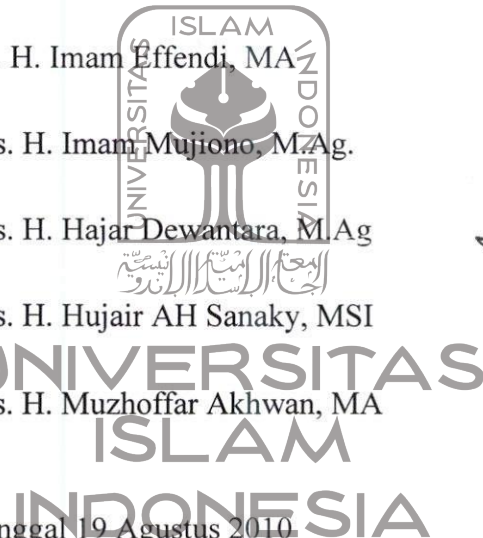 ISLAM
UNIVERSITAS
INDONESIA
H. Imam Effendi, MA
s. H. Imam Mujiono, M.Ag.
s. H. Hajar Dewantara, M.Ag
s. H. Hujair AH Sanaky, MSI
UNIVERSITAS
s. H. Muzhoffar Akhwan, MA
ISLAM
INDONESIA
nggal 19 Agustus 2010